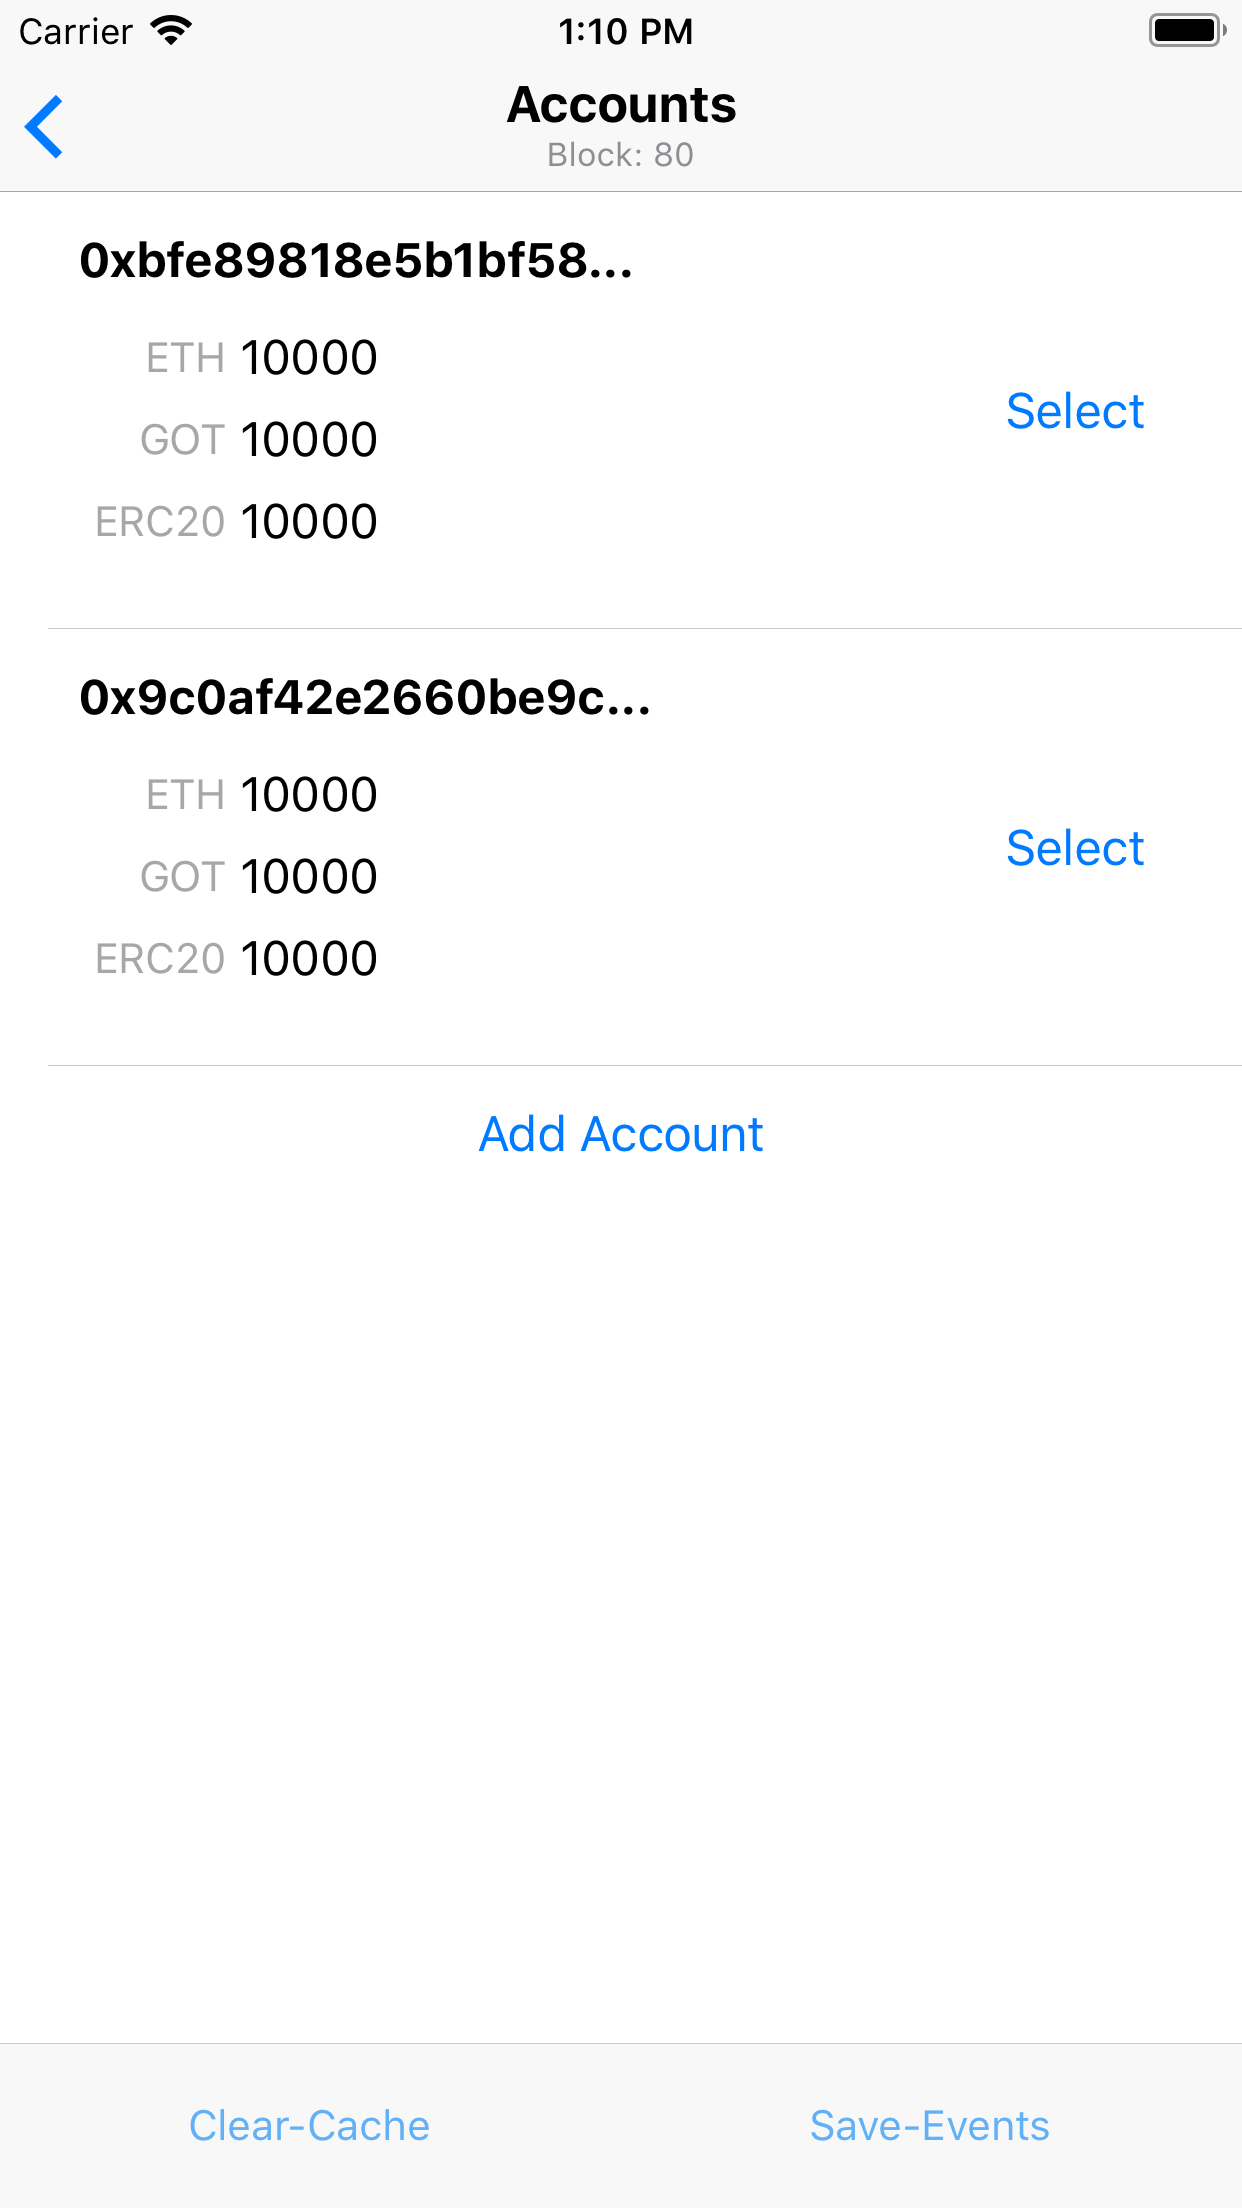 Carrier 1:10 PM
Accounts
Block: 80
0xbfe89818e5b1bf58...
ETH 10000
GOT 10000
Select
ERC20 10000
0x9c0af42e2660be9c...
ETH 10000
GOT 10000
Select
ERC20 10000
Add Account
Clear-Cache Save-Events